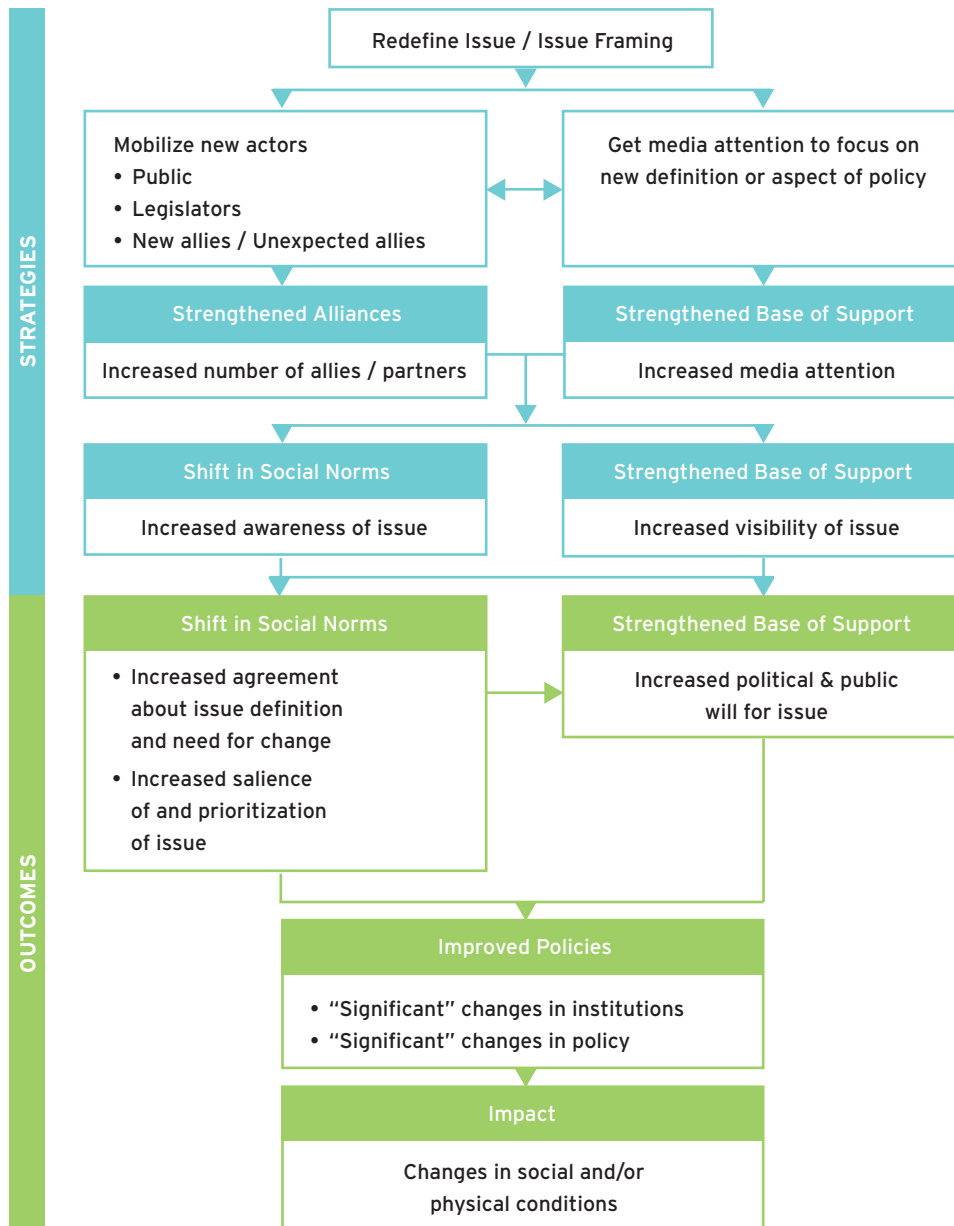 STRATEGIES
Redefine Issue / Issue Framing
Mobilize new actors
• Public
• Legislators
• New allies / Unexpected allies
Get media attention to focus on
new definition or aspect of policy
Strengthened Alliances
Increased number of allies / partners
Strengthened Base of Support
Increased media attention
Shift in Social Norms
Increased awareness of issue
Strengthened Base of Support
Increased visibility of issue
OUTCOMES
Shift in Social Norms
• Increased agreement
about issue definition
and need for change
• Increased salience
of and prioritization
of issue
Strengthened Base of Support
Increased political & public
will for issue
Improved Policies
• “Significant” changes in institutions
• “Significant” changes in policy
Impact
Changes in social and/or
physical conditions